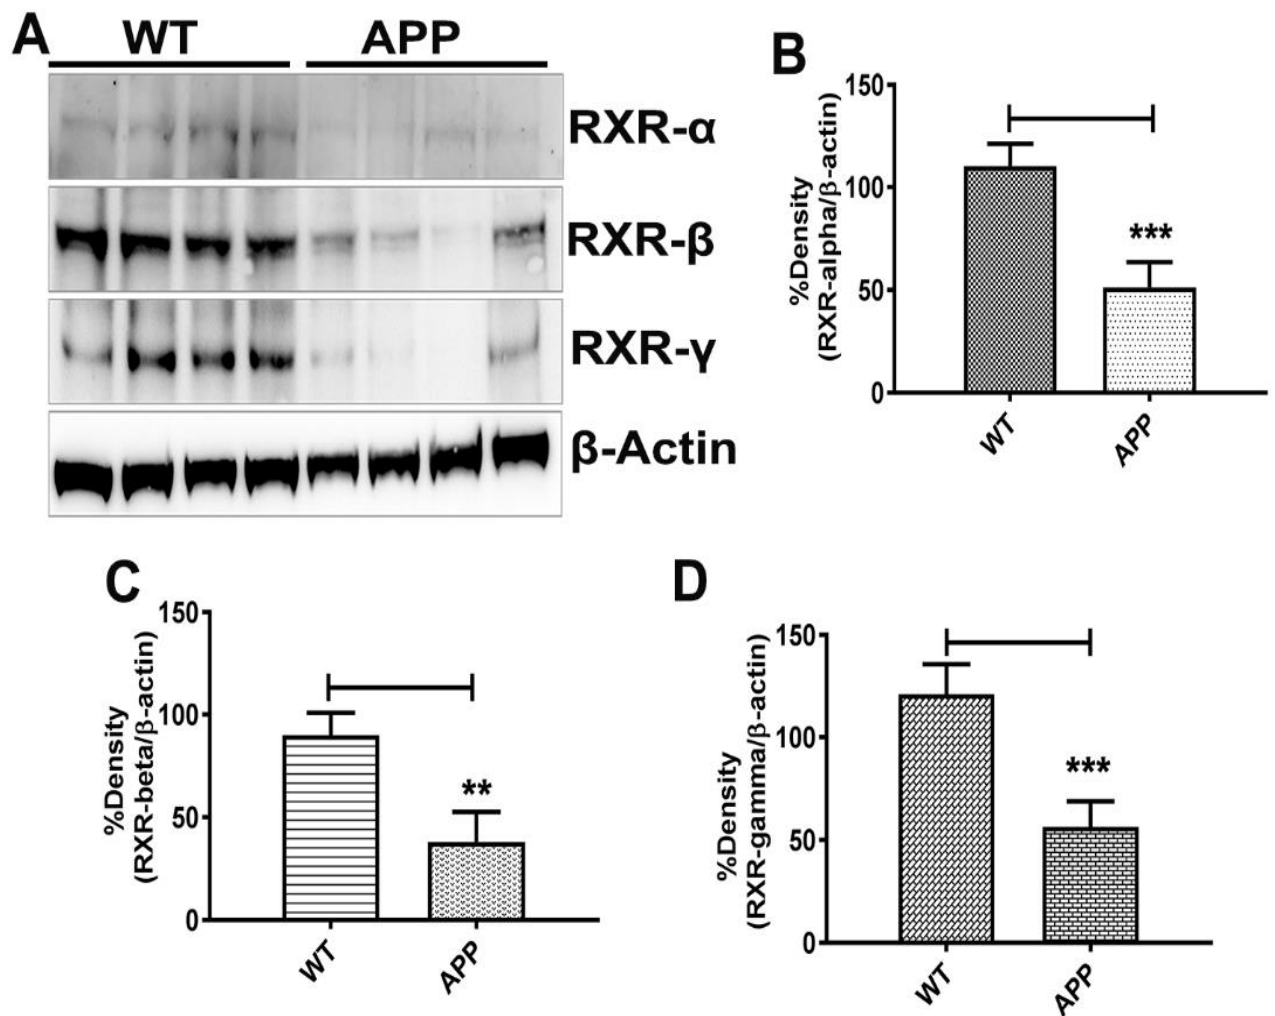 A
WT
APP
RXR-α
RXR-β
RXR-γ
β-Actin
B
%Density
(RXR-alpha/β-actin)
150
100
50
0
***
WT
APP
C
%Density
(RXR-beta/β-actin)
150
100
50
0
**
WT
APP
D
%Density
(RXR-gamma/β-actin)
150
100
50
0
***
WT
APP